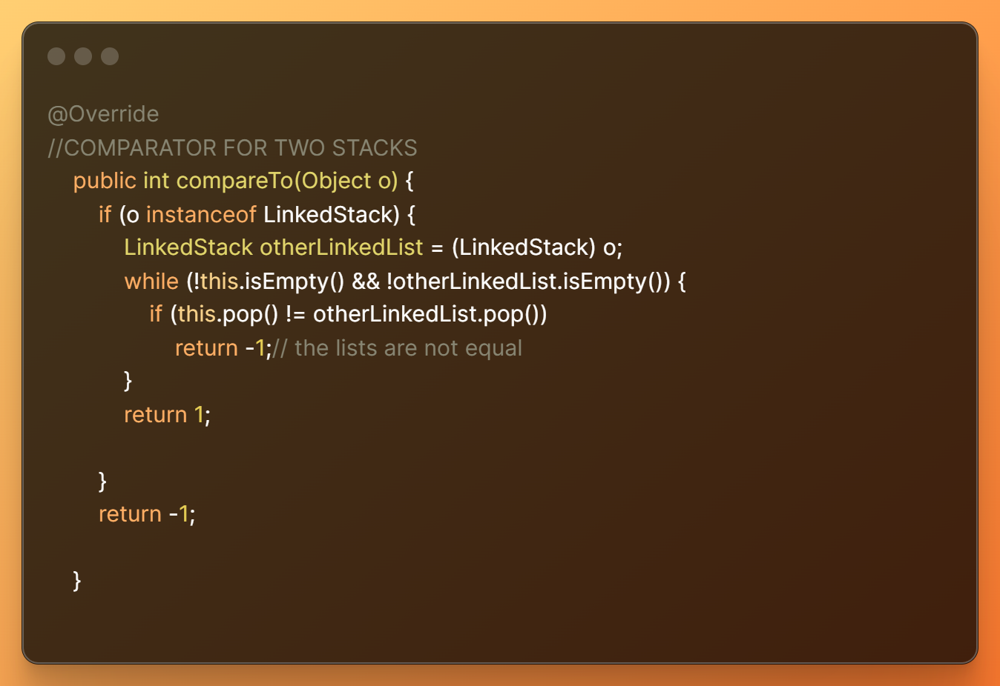 @Override
//COMPARATOR FOR TWO STACKS
public int compareTo(Object o) {
if (o instanceof LinkedStack) {
LinkedStack otherLinkedList = (LinkedStack) o;
while (!this.isEmpty() && !otherLinkedList.isEmpty()) {
if (this.pop() != otherLinkedList.pop())
return -1;// the lists are not equal
}
return 1;
}
return -1;
}